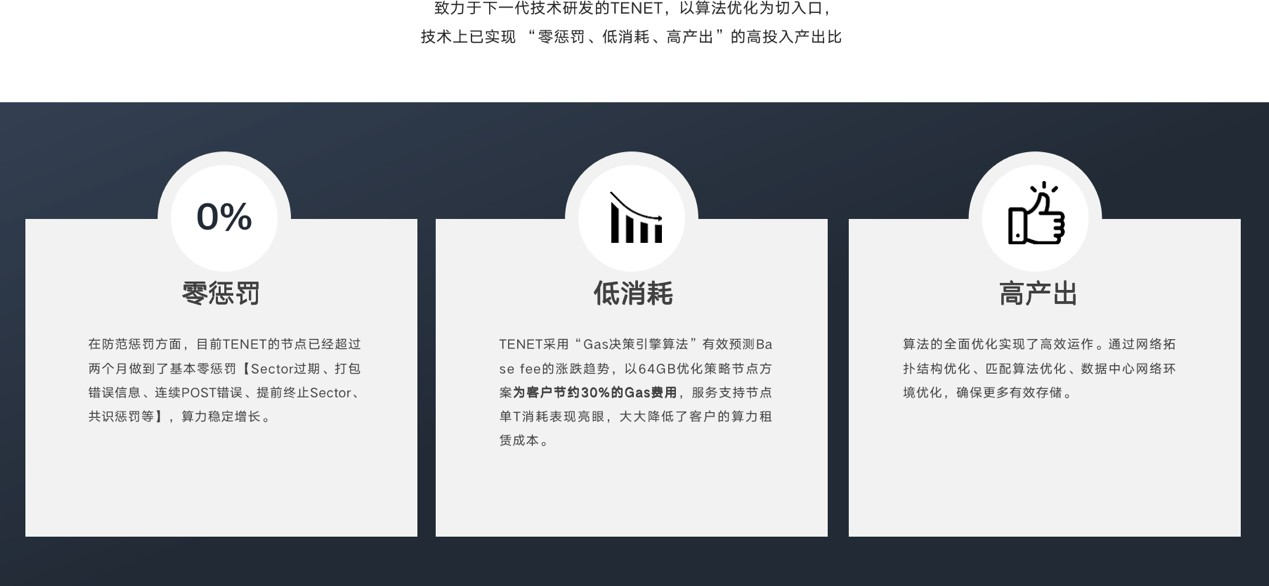 致力于下一代技术研发的TENET，以算法优化为切入口，
技术上已实现 “零惩罚、低消耗、高产出”的高投入产出比
0%
零惩罚
在防范惩罚方面，目前TENET的节点已经超过
两个月做到了基本零惩罚【Sector过期、打包
错误信息、连续POST错误、提前终止Sector、
共识惩罚等】，算力稳定增长。
低消耗
TENET采用“Gas决策引擎算法”有效预测Ba
se fee的涨跌趋势，以64GB优化策略节点方
案为客户节约30%的Gas费用，服务支持节点
单T消耗表现亮眼，大大降低了客户的算力租
赁成本。
高产出
算法的全面优化实现了高效运作。通过网络拓
扑结构优化、匹配算法优化、数据中心网络环
境优化，确保更多有效存储。